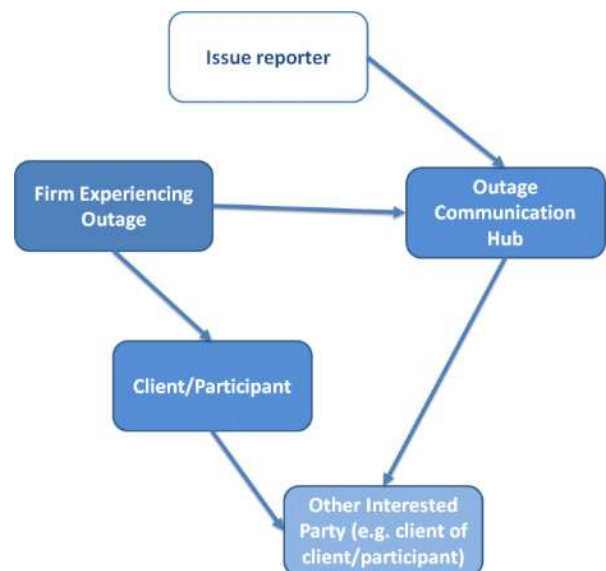 Issue reporter
Firm Experiencing
Outage
Outage
Communication
Hub
Client/Participant
Other Interested
Party (e.g. client of
client/participant)